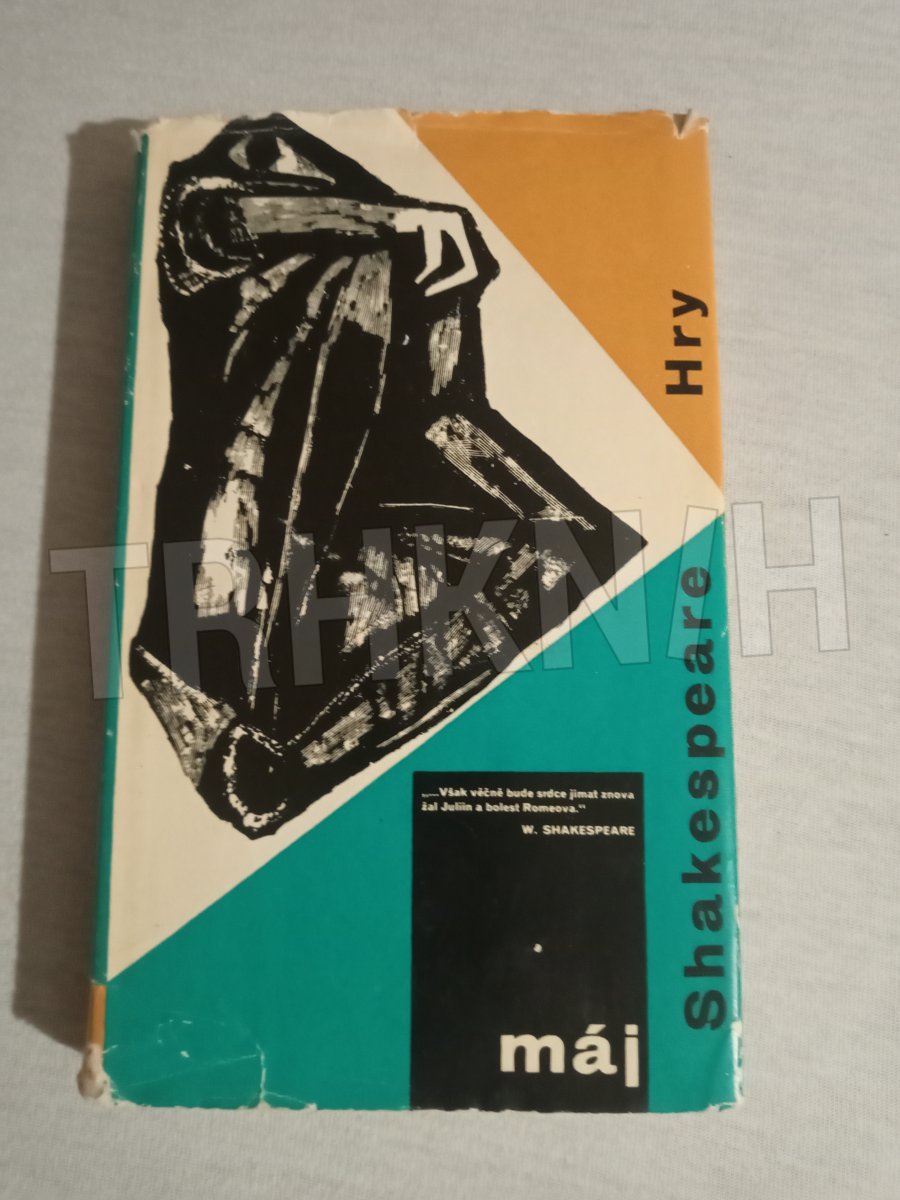 Hry
Shakespeare
„...Však věčně bude srdce jímat znova
žal Juliin a bolest Romeova."
W. SHAKESPEARE
máj
TRHKNIH